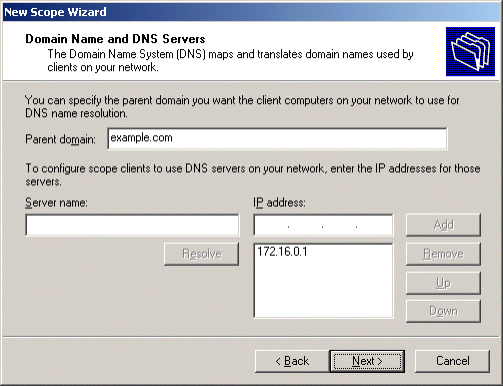 New Scope Wizard
Domain Name and DNS Servers
The Domain Name System (DNS) maps and translates domain names used by
clients on your network.
You can specify the parent domain you want the client computers on your network to use for
DNS name resolution.
Parent domain: example.com
To configure scope clients to use DNS servers on your network, enter the IP addresses for those
servers.
Server name: IP address:
. . . Add
Resolve 172.16.0.1 Remove
Up
Down
< Back Next > Cancel